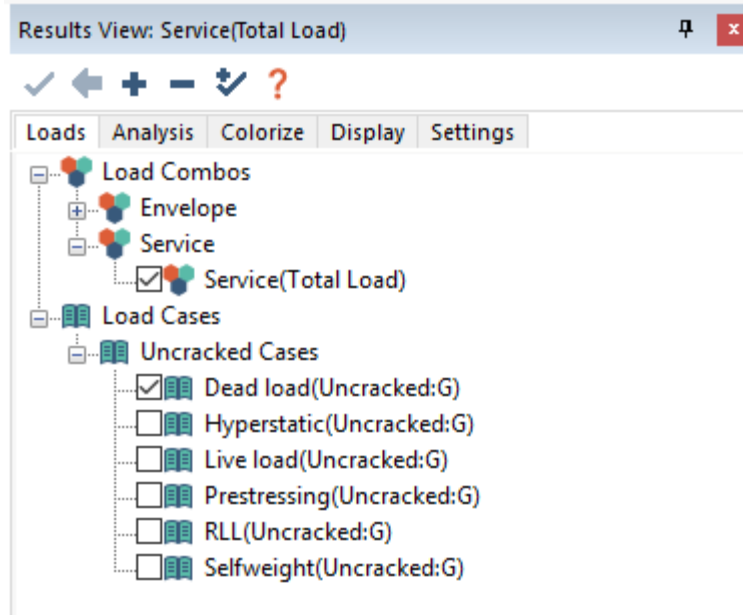 Results View: Service(Total Load)
Loads Analysis Colorize Display Settings
Load Combos
Envelope
Service
Service(Total Load)
Load Cases
Uncracked Cases
Dead load(Uncracked:G)
Hyperstatic(Uncracked:G)
Live load(Uncracked:G)
Prestressing(Uncracked:G)
RLL(Uncracked:G)
Selfweight(Uncracked:G)